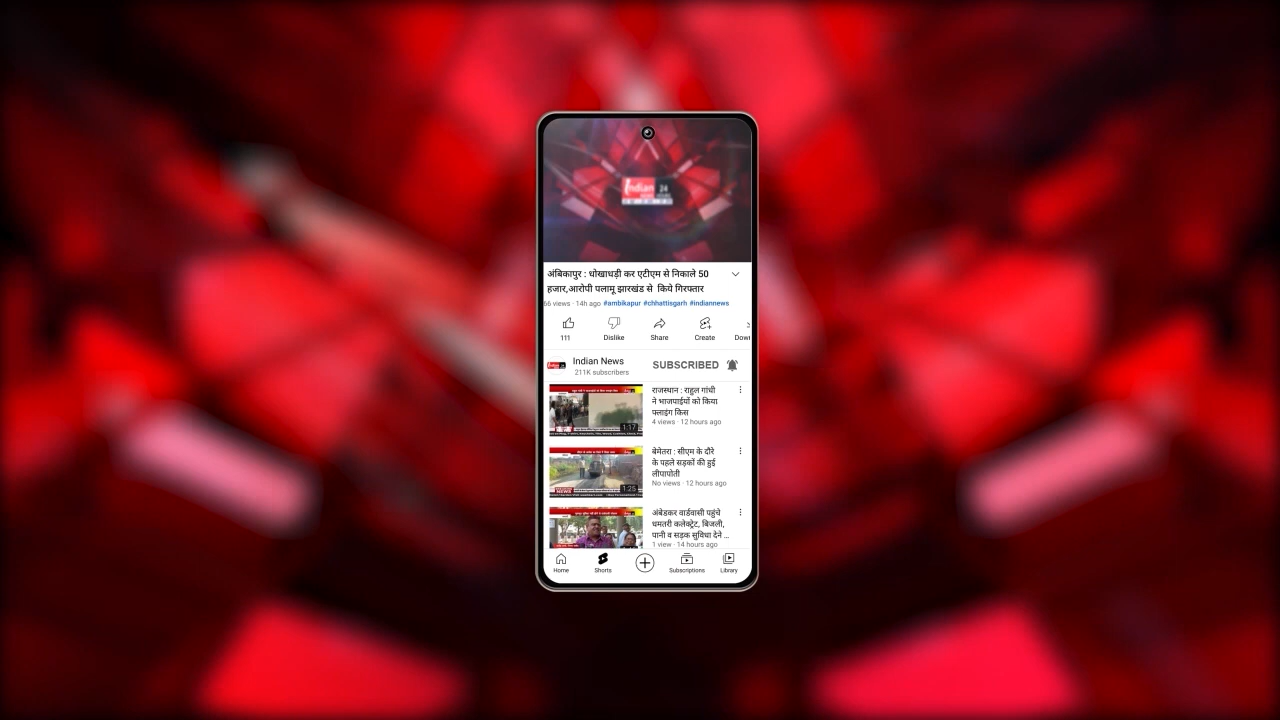 Indian 24
अंबिकापुर : धोखाधड़ी कर एटीएम से निकाले 50
हजार,आरोपी पलामू झारखंड से किये गिरफ्तार
66 views · 14h ago #ambikapur #chhattisgarh #indiannews
111 Dislike Share Create Down
Indian News
211K subscribers
SUBSCRIBED
राजस्थान : राहुल गांधी
ने भाजपाईयों को किया
फ्लाइंग किस
4 views · 12 hours ago
1:17
बेमेतरा : सीएम के दौरे
के पहले सड़कों की हुई
लीपापोती
No views · 12 hours ago
1:25
अंबेडकर वार्डवासी पहुंचे
धमतरी कलेक्ट्रेट, बिजली,
पानी व सड़क सुविधा देने ...
1 view · 14 hours ago
Home Shorts Subscriptions Library